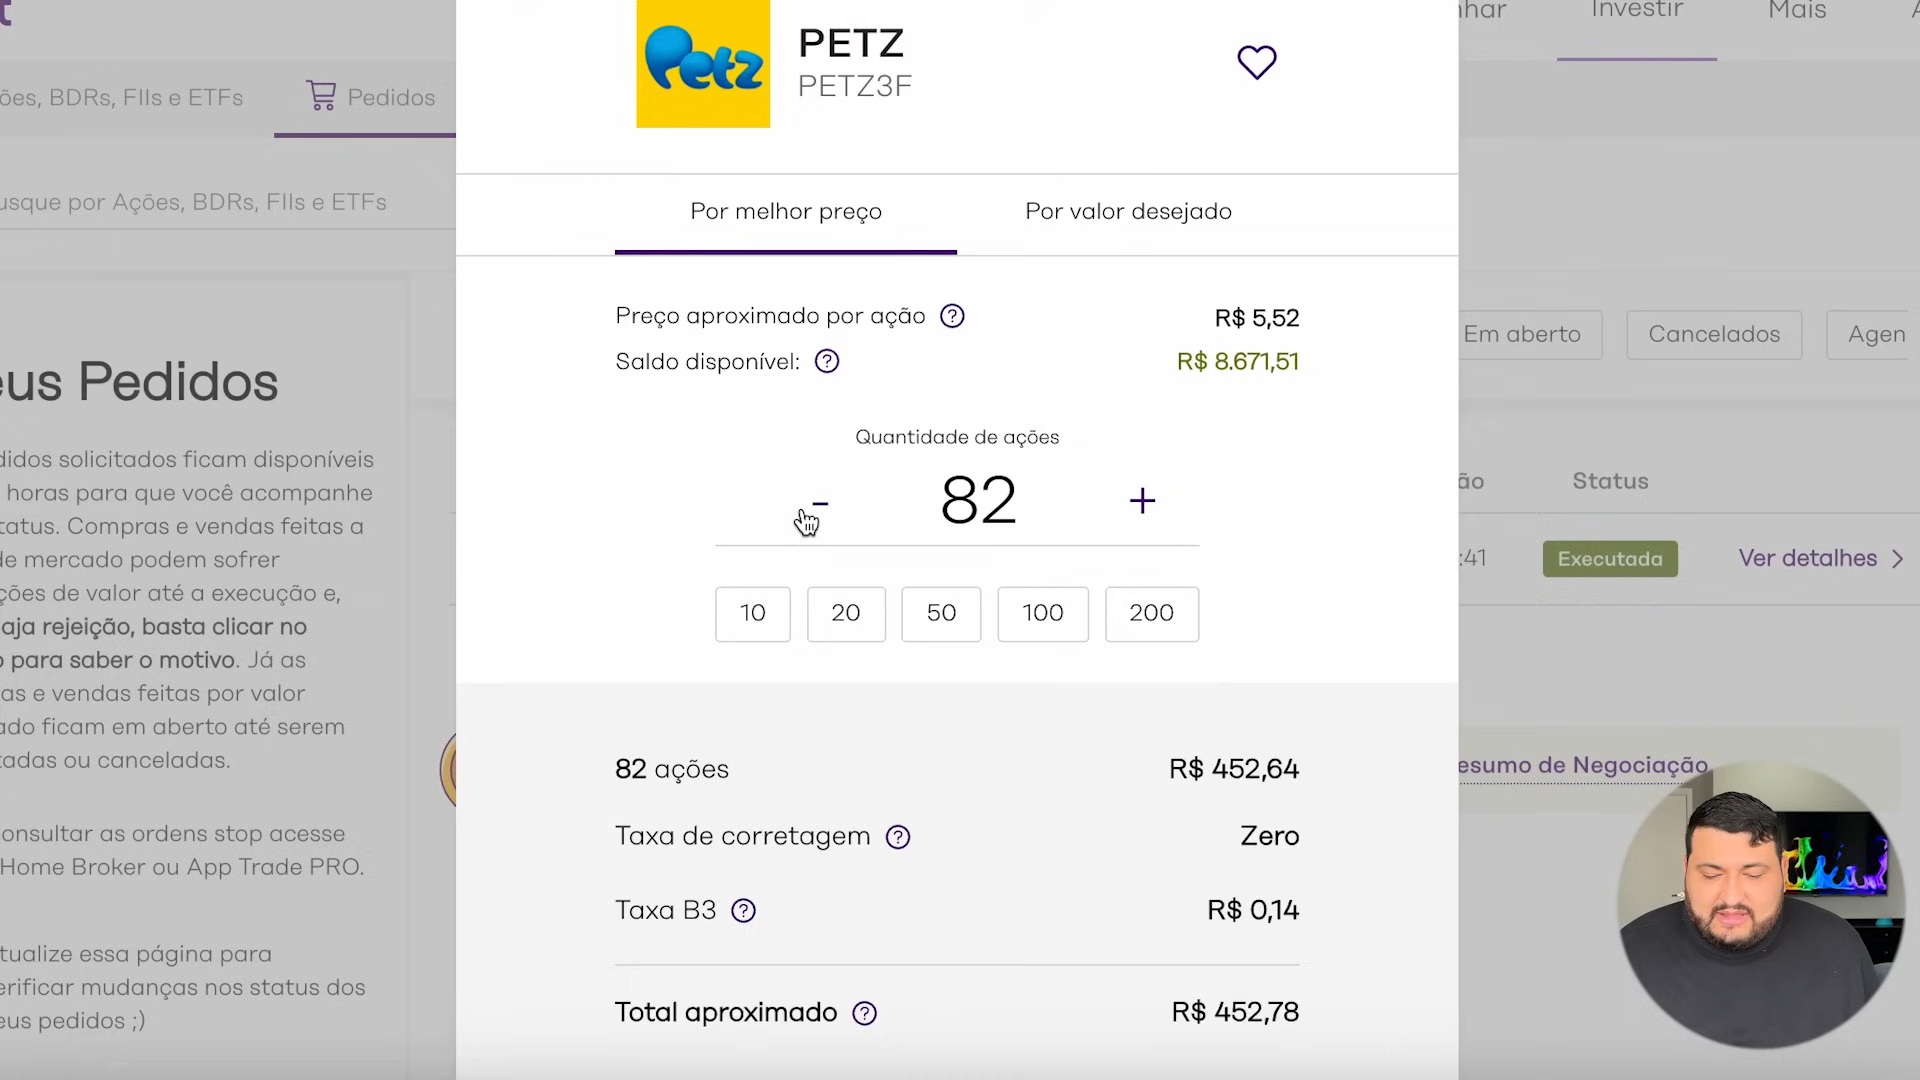 nhar
Investir
Mais
ões, BDRs, FIIs e ETFs
Pedidos
usque por Ações, BDRs, FIIs e ETFs
eus Pedidos
didos solicitados ficam disponíveis
horas para que você acompanhe
tatus. Compras e vendas feitas a
de mercado podem sofrer
ções de valor até a execução e,
aja rejeição, basta clicar no
o para saber o motivo. Já as
as e vendas feitas por valor
ado ficam em aberto até serem
tadas ou canceladas.
onsultar as ordens stop acesse
Home Broker ou App Trade PRO.
tualize essa página para
erificar mudanças nos status dos
eus pedidos ;)
Petz
PETZ
PETZ3F
Por melhor preço
Por valor desejado
Preço aproximado por ação ?
R$ 5,52
Saldo disponível: ?
R$ 8.671,51
Quantidade de ações
- 82 +
10 20 50 100 200
82 ações
R$ 452,64
Taxa de corretagem ?
Zero
Taxa B3 ?
R$ 0,14
Total aproximado ?
R$ 452,78
Em aberto
Cancelados
Agen
ão
Status
:41
Executada
Ver detalhes >
esumo de Negociação